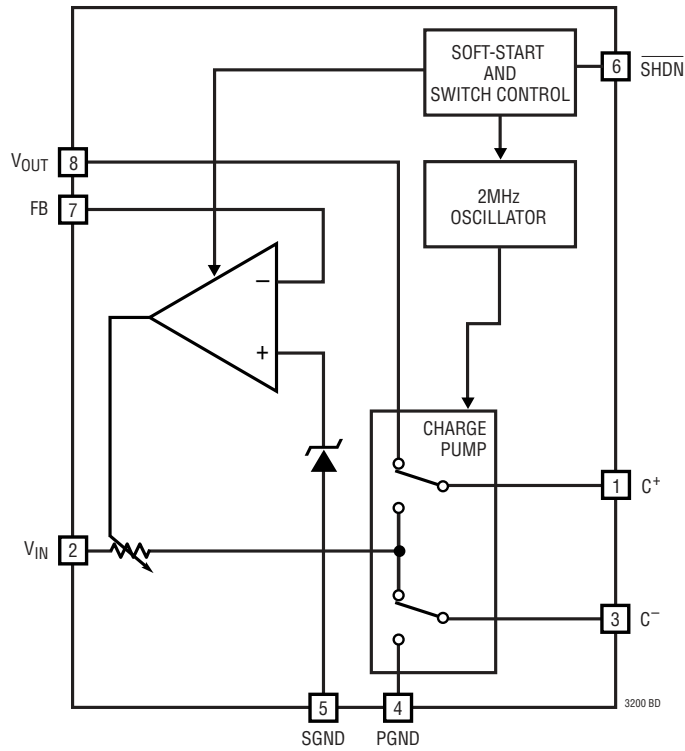 SOFT-START
AND
SWITCH CONTROL
6
SHDN
VOUT
8
FB
7
2MHz
OSCILLATOR
−
+
CHARGE
PUMP
1
C+
VIN
2
3
C−
5
4
3200 BD
SGND
PGND